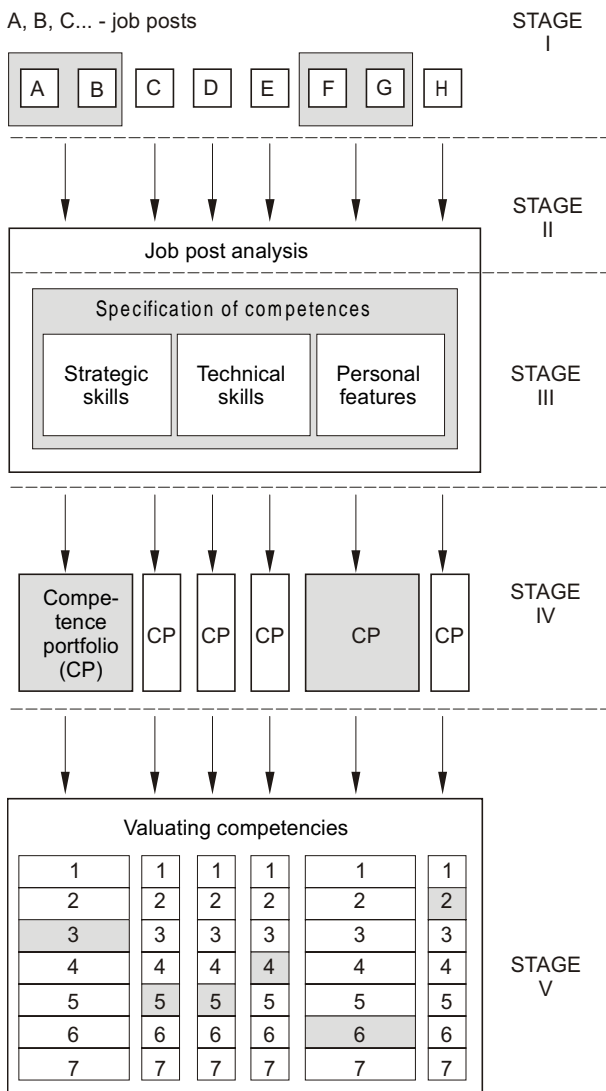 A, B, C... - job posts
STAGE
I
A B C D E F G H
STAGE
II
Job post analysis
Specification of competences
Strategic
skills
Technical
skills
Personal
features
STAGE
III
Compe-
tence
portfolio
(CP)
CP CP CP CP CP
STAGE
IV
Valuating competencies
1 1 1 1 1 1
2 2 2 2 2 2
3 3 3 3 3 3
4 4 4 4 4 4
5 5 5 5 5 5
6 6 6 6 6 6
7 7 7 7 7 7
STAGE
V